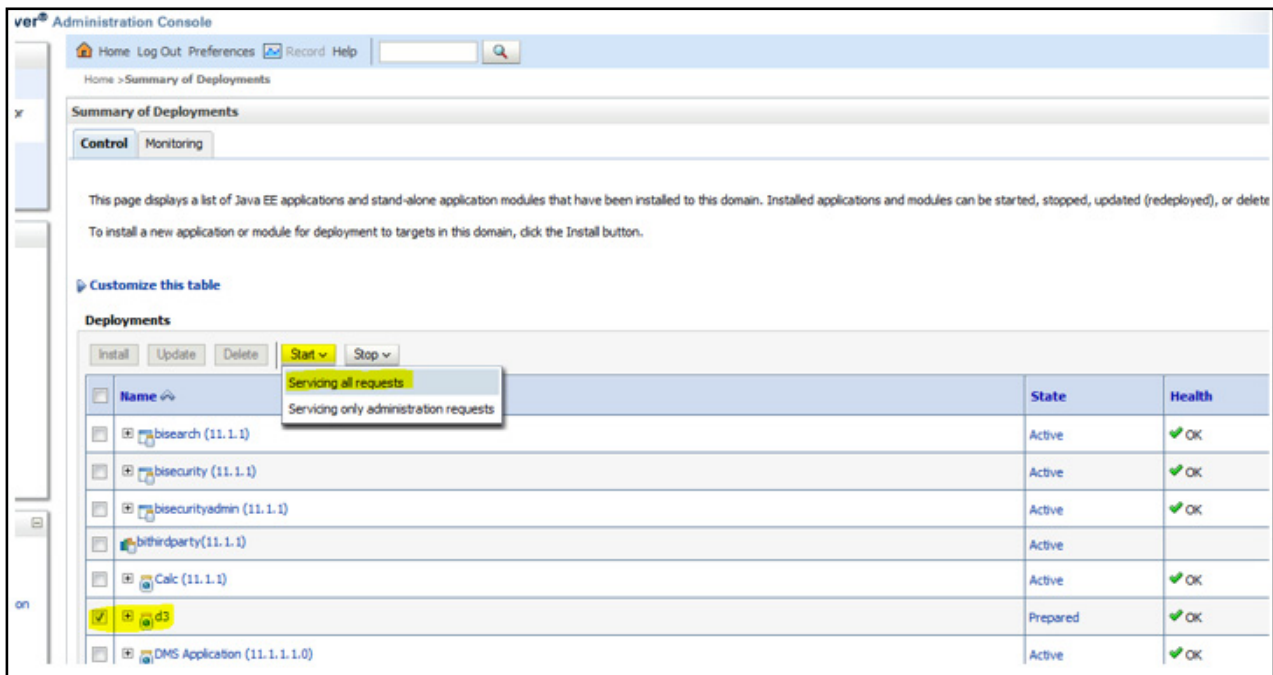 ver® Administration Console
Home Log Out Preferences Record Help
Home >Summary of Deployments
or
Summary of Deployments
Control Monitoring
This page displays a list of Java EE applications and stand-alone application modules that have been installed to this domain. Installed applications and modules can be started, stopped, updated (redeployed), or delete
To install a new application or module for deployment to targets in this domain, click the Install button.
Customize this table
Deployments
Install Update Delete Start Stop
Servicing all requests
Servicing only administration requests
Name State Health
bisearch (11.1.1) Active OK
bisecurity (11.1.1) Active OK
bisecurityadmin (11.1.1) Active OK
bithirdparty(11.1.1) Active
Calc (11.1.1) Active OK
on
d3 Prepared OK
DMS Application (11.1.1.1.0) Active OK